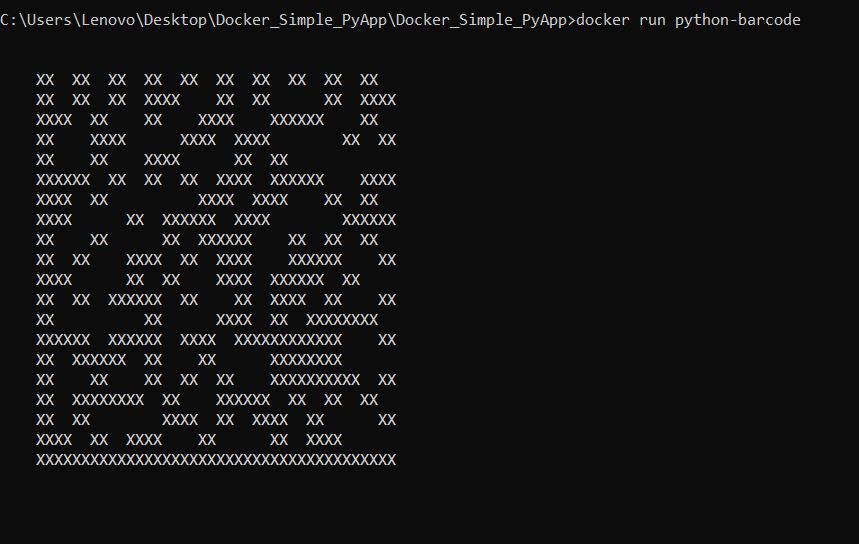 C:\Users\Lenovo\Desktop\Docker_Simple_PyApp\Docker_Simple_PyApp>docker run python-barcode
    XX  XX  XX  XX  XX  XX  XX  XX  XX  XX
    XX  XX  XX  XXXX    XX  XX      XX  XXXX
    XXXX  XX    XX    XXXX    XXXXXX    XX
    XX    XXXX      XXXX  XXXX        XX  XX
    XX    XX    XXXX      XX  XX
    XXXXXX  XX  XX  XX  XXXX  XXXXXX    XXXX
    XXXX  XX          XXXX  XXXX    XX  XX
    XXXX      XX  XXXXXX  XXXX        XXXXXX
    XX    XX      XX  XXXXXX    XX  XX  XX
    XX  XX    XXXX  XX  XXXX    XXXXXX    XX
    XXXX      XX  XX    XXXX  XXXXXX  XX
    XX  XX  XXXXXX  XX    XX  XXXX  XX    XX
    XX          XX      XXXX  XX  XXXXXXXX
    XXXXXX  XXXXXX  XXXX  XXXXXXXXXXXX    XX
    XX  XXXXXX  XX    XX      XXXXXXXX
    XX    XX    XX  XX  XX    XXXXXXXXXX  XX
    XX  XXXXXXXX  XX    XXXXXX  XX  XX  XX
    XX  XX        XXXX  XX  XXXX  XX      XX
    XXXX  XX  XXXX    XX      XX  XXXX
    XXXXXXXXXXXXXXXXXXXXXXXXXXXXXXXXXXXXXXXX